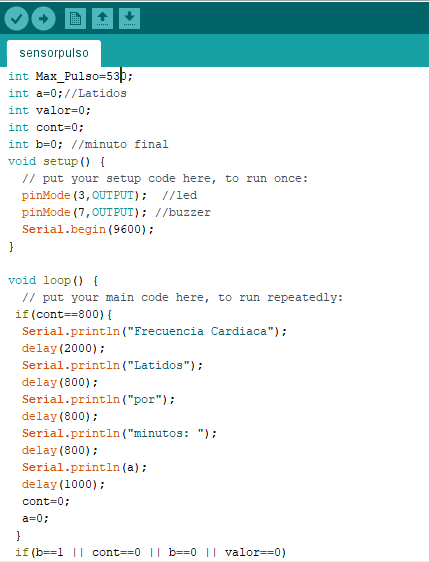 sensorpulso
int Max_Pulso=530;
int a=0;//Latidos
int valor=0;
int cont=0;
int b=0; //minuto final
void setup() {
  // put your setup code here, to run once:
  pinMode(3,OUTPUT);  //led
  pinMode(7,OUTPUT); //buzzer
  Serial.begin(9600);
}

void loop() {
  // put your main code here, to run repeatedly:
 if(cont==800){
  Serial.println("Frecuencia Cardiaca");
  delay(2000);
  Serial.println("Latidos");
  delay(800);
  Serial.println("por");
  delay(800);
  Serial.println("minutos: ");
  delay(800);
  Serial.println(a);
  delay(1000);
  cont=0;
  a=0;
 }
 if(b==1 || cont==0 || b==0 || valor==0)